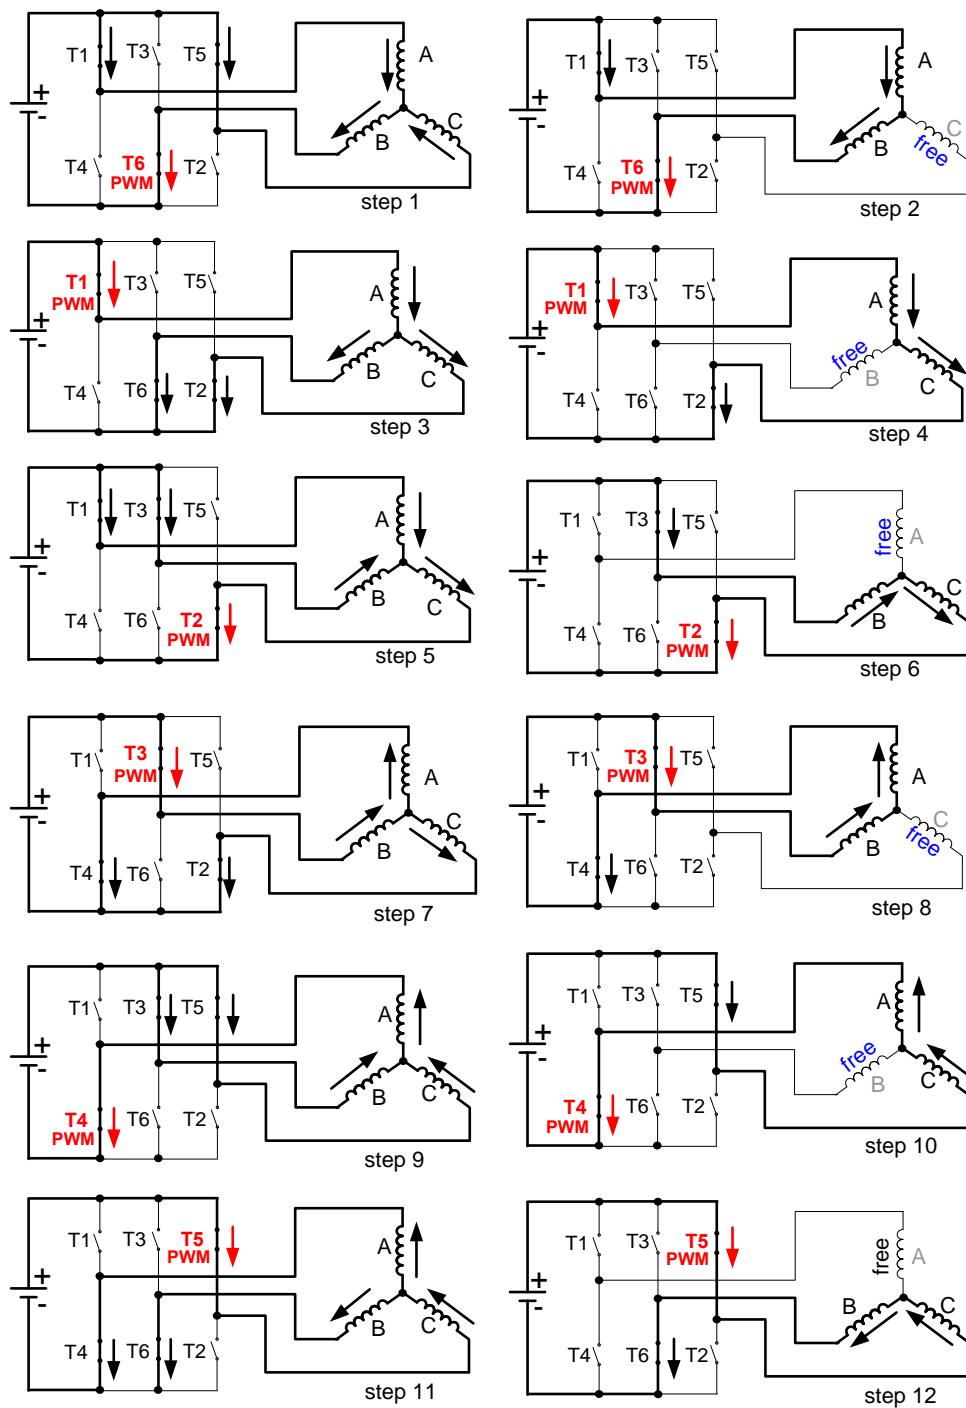 T1 T3 T5 A
+
-
T4 T6 PWM T2 B C
step 1
T1 T3 T5 A
+
-
T4 T6 PWM T2 B C free
step 2
T1 PWM T3 T5 A
+
-
T4 T6 T2 B C
step 3
T1 PWM T3 T5 A
+
-
T4 T6 T2 free B C
step 4
T1 T3 T5 A
+
-
T4 T6 T2 PWM B C
step 5
T1 T3 T5 free A
+
-
T4 T6 T2 PWM B C
step 6
T1 T3 PWM T5 A
+
-
T4 T6 T2 B C
step 7
T1 T3 PWM T5 A
+
-
T4 T6 T2 B C free
step 8
T1 T3 T5 A
+
-
T4 PWM T6 T2 B C
step 9
T1 T3 T5 A
+
-
T4 PWM T6 T2 free B C
step 10
T1 T3 T5 PWM A
+
-
T4 T6 T2 B C
step 11
T1 T3 T5 PWM free A
+
-
T4 T6 T2 B C
step 12